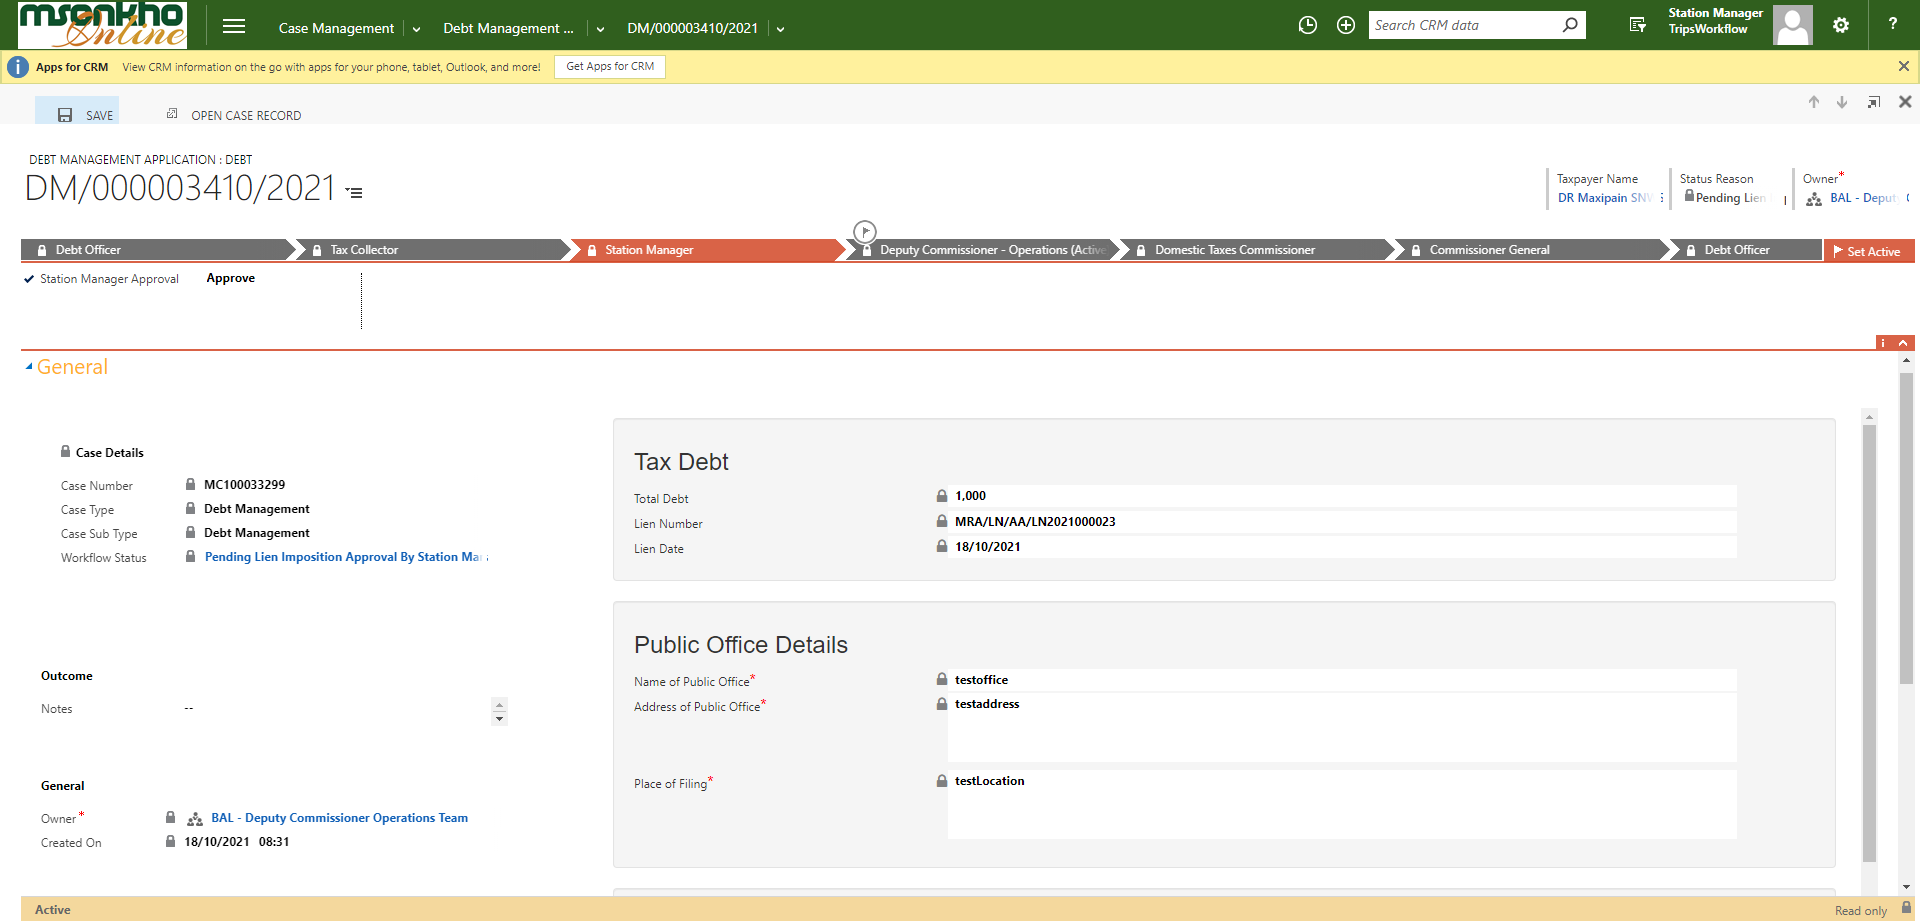 msonkho
Online
Case Management
Debt Management ...
DM/000003410/2021
Search CRM data
Station Manager
TripsWorkflow
?
i
Apps for CRM
View CRM information on the go with apps for your phone, tablet, Outlook, and more!
Get Apps for CRM
SAVE
OPEN CASE RECORD
DEBT MANAGEMENT APPLICATION : DEBT
DM/000003410/2021
Taxpayer Name
DR Maxipain SNV
Status Reason
Pending Lien
Owner*
BAL - Deputy
Debt Officer
Tax Collector
Station Manager
Deputy Commissioner - Operations (Active
Domestic Taxes Commissioner
Commissioner General
Debt Officer
Set Active
Station Manager Approval
Approve
i
General
Case Details
Case Number
MC100033299
Case Type
Debt Management
Case Sub Type
Debt Management
Workflow Status
Pending Lien Imposition Approval By Station Ma
Outcome
Notes
--
General
Owner*
BAL - Deputy Commissioner Operations Team
Created On
18/10/2021 08:31
Tax Debt
Total Debt
1,000
Lien Number
MRA/LN/AA/LN2021000023
Lien Date
18/10/2021
Public Office Details
Name of Public Office*
testoffice
Address of Public Office*
testaddress
Place of Filing*
testLocation
Active
Read only